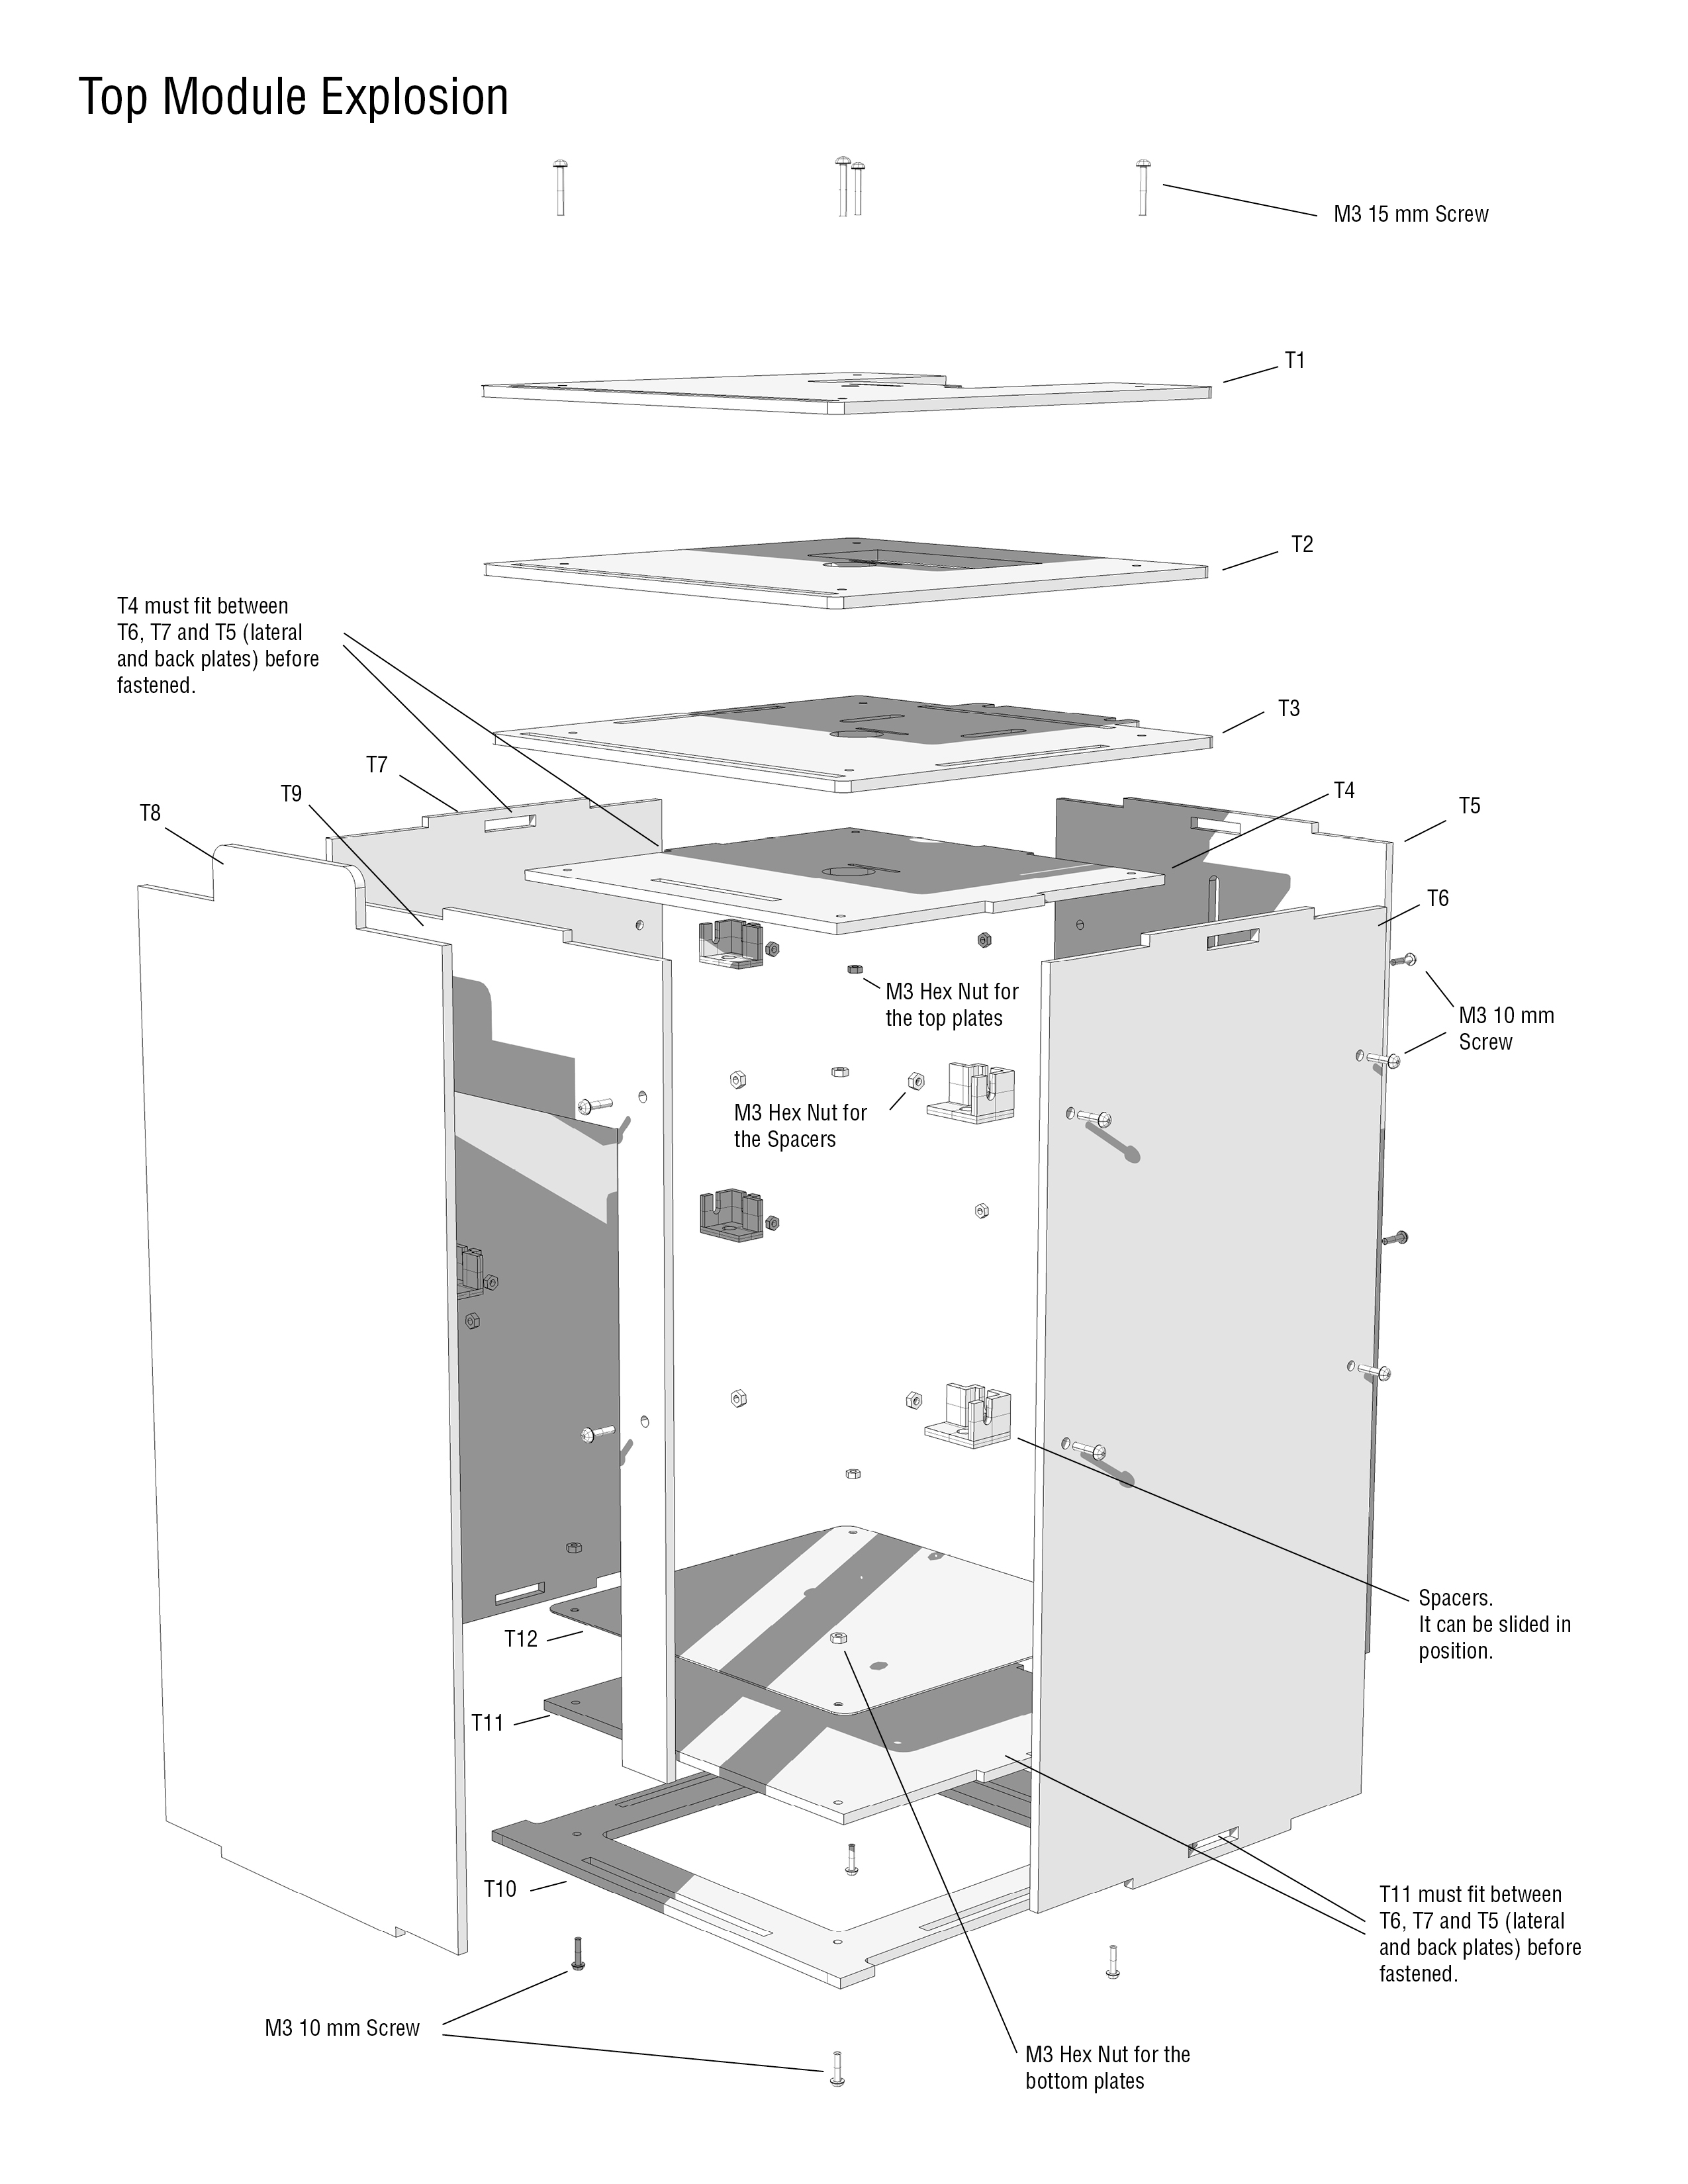 Top Module Explosion
M3 15 mm Screw
T1
T2
T4 must fit between
T6, T7 and T5 (lateral
and back plates) before
fastened.
T3
T7
T9
T8
T4
T5
T6
M3 Hex Nut for
the top plates
M3 10 mm
Screw
M3 Hex Nut for
the Spacers
Spacers.
It can be slided in
position.
T12
T11
T10
T11 must fit between
T6, T7 and T5 (lateral
and back plates) before
fastened.
M3 10 mm Screw
M3 Hex Nut for the
bottom plates